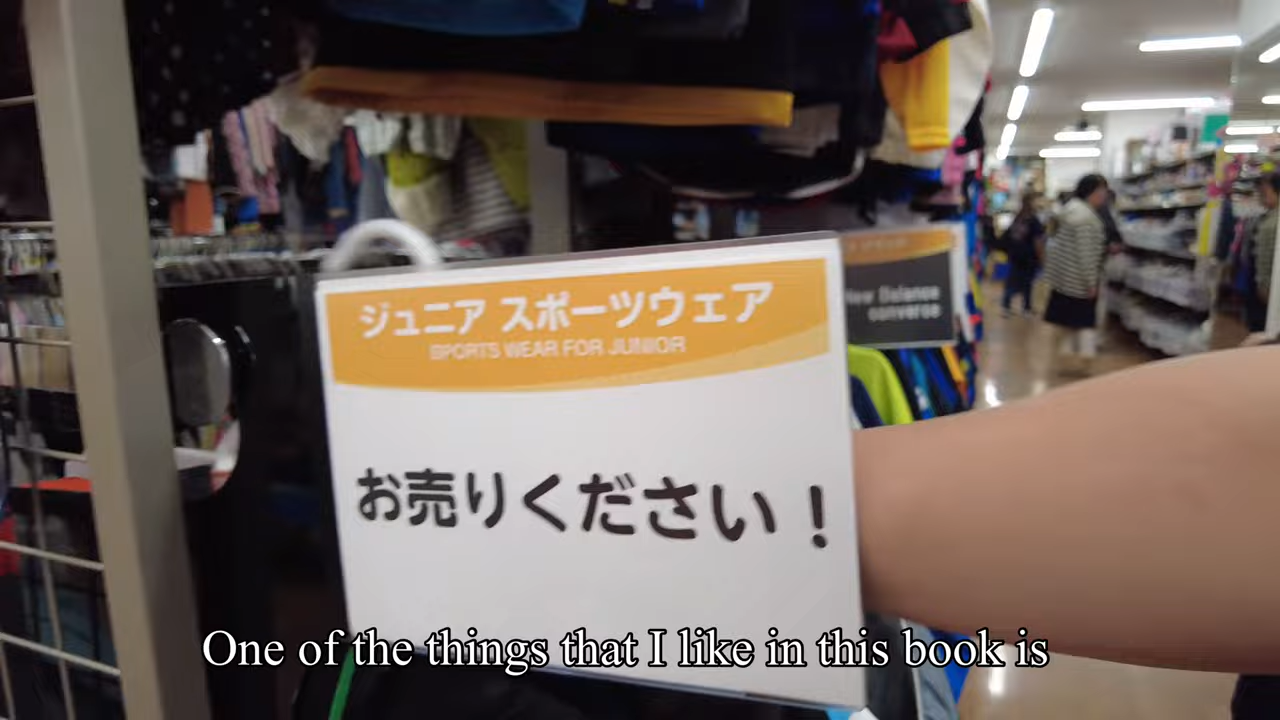 ジュニア スポーツウェア
SPORTS WEAR FOR JUNIOR
お売りください！
New Balance
converse
One of the things that I like in this book is